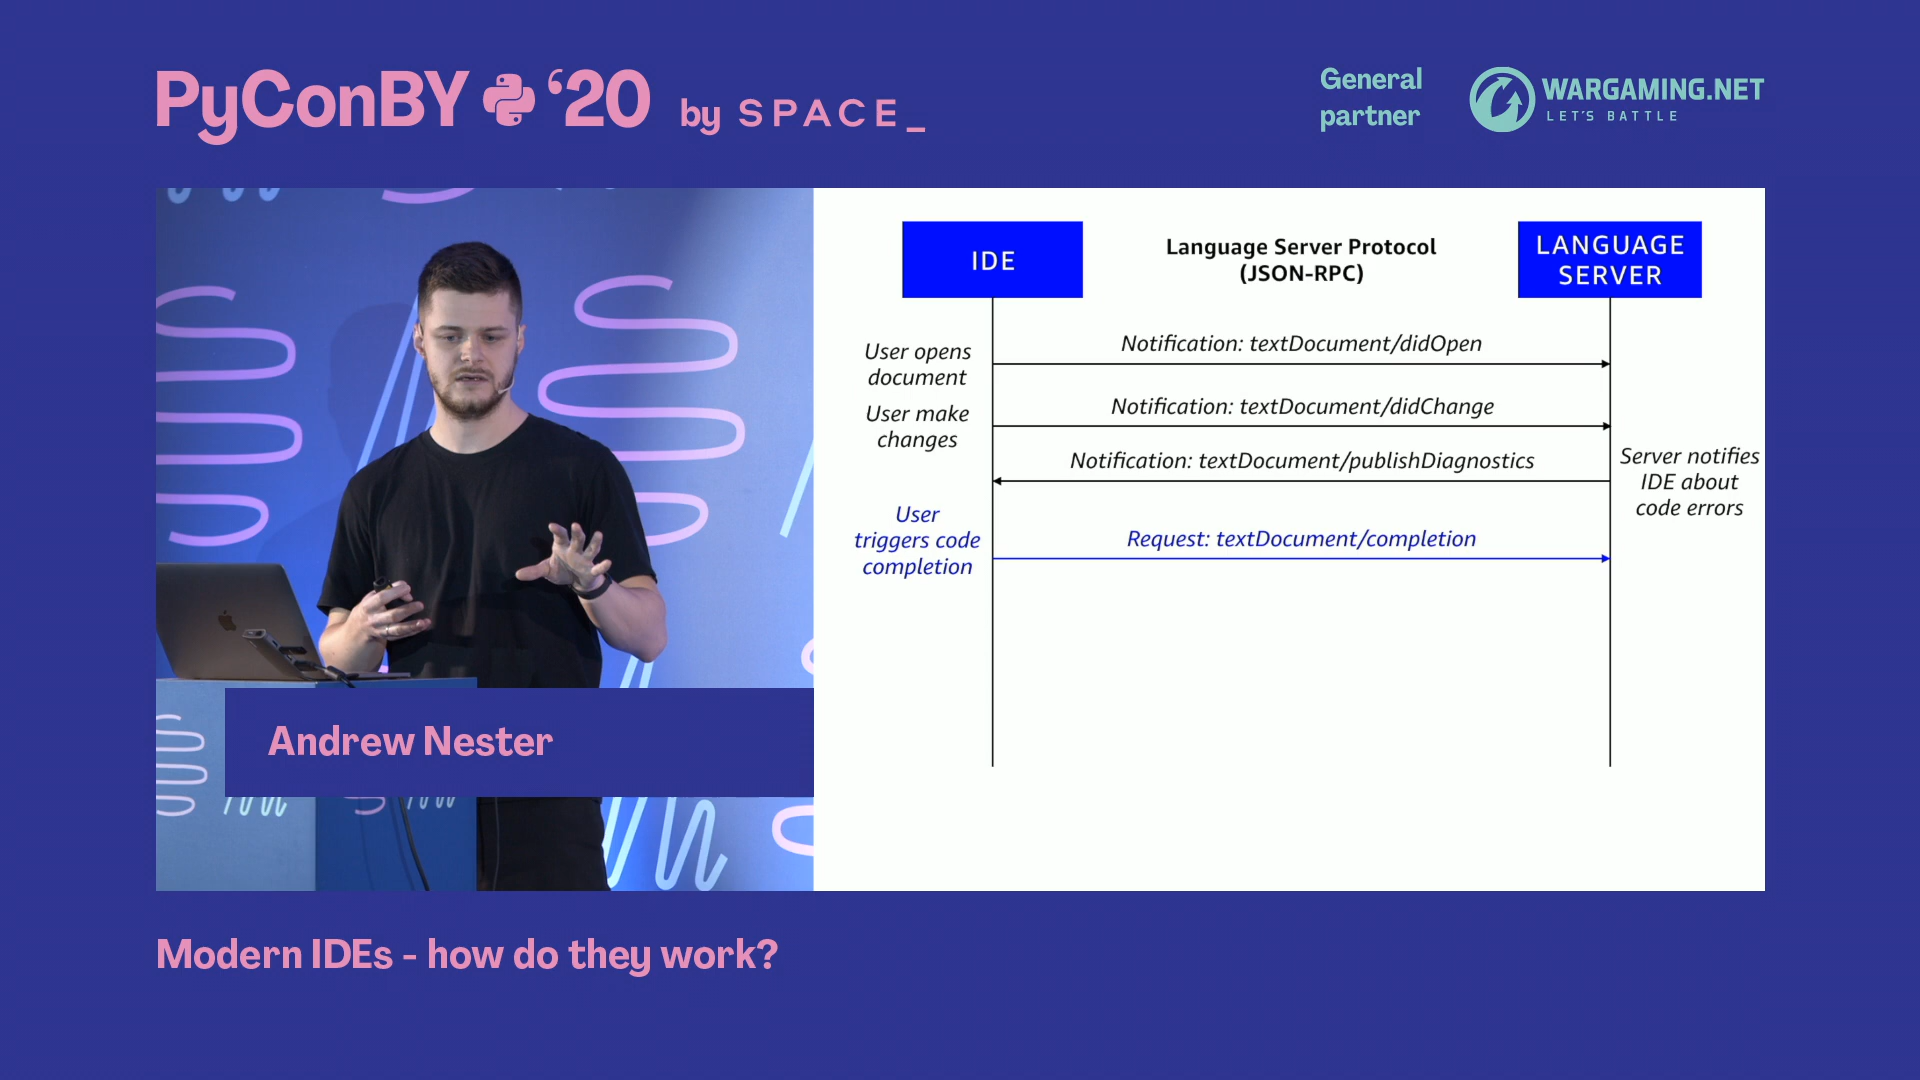 PyConBY '20 by SPACE_
General
partner
WARGAMING.NET
LET'S BATTLE
IDE
Language Server Protocol
(JSON-RPC)
LANGUAGE
SERVER
User opens
document
Notification: textDocument/didOpen
User make
changes
Notification: textDocument/didChange
Notification: textDocument/publishDiagnostics
Server notifies
IDE about
code errors
User
triggers code
completion
Request: textDocument/completion
Andrew Nester
Modern IDEs - how do they work?